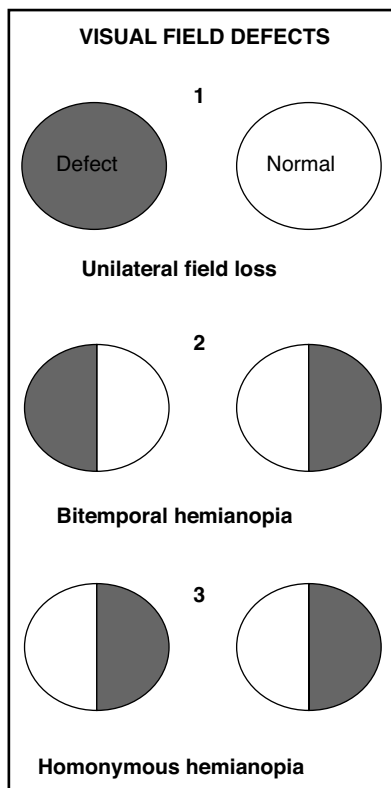 VISUAL FIELD DEFECTS
1
Defect Normal
Unilateral field loss
2
Bitemporal hemianopia
3
Homonymous hemianopia